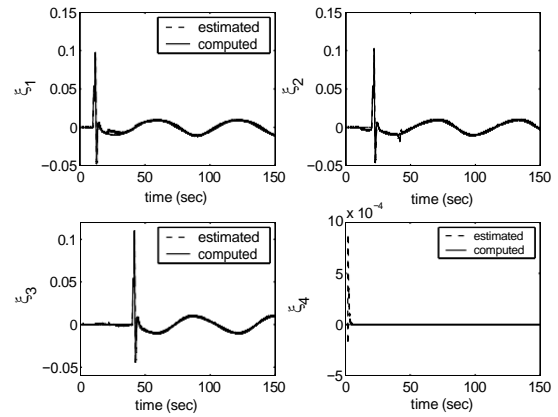 0.15
0.1
0.05
0
−0.05
ξ1
estimated
computed
0 50 100 150
time (sec)
0.15
0.1
0.05
0
−0.05
ξ2
0 50 100 150
time (sec)
0.1
0.05
0
−0.05
ξ3
estimated
computed
0 50 100 150
time (sec)
10 x 10−4
5
0
−5
ξ4
estimated
computed
0 50 100 150
time (sec)